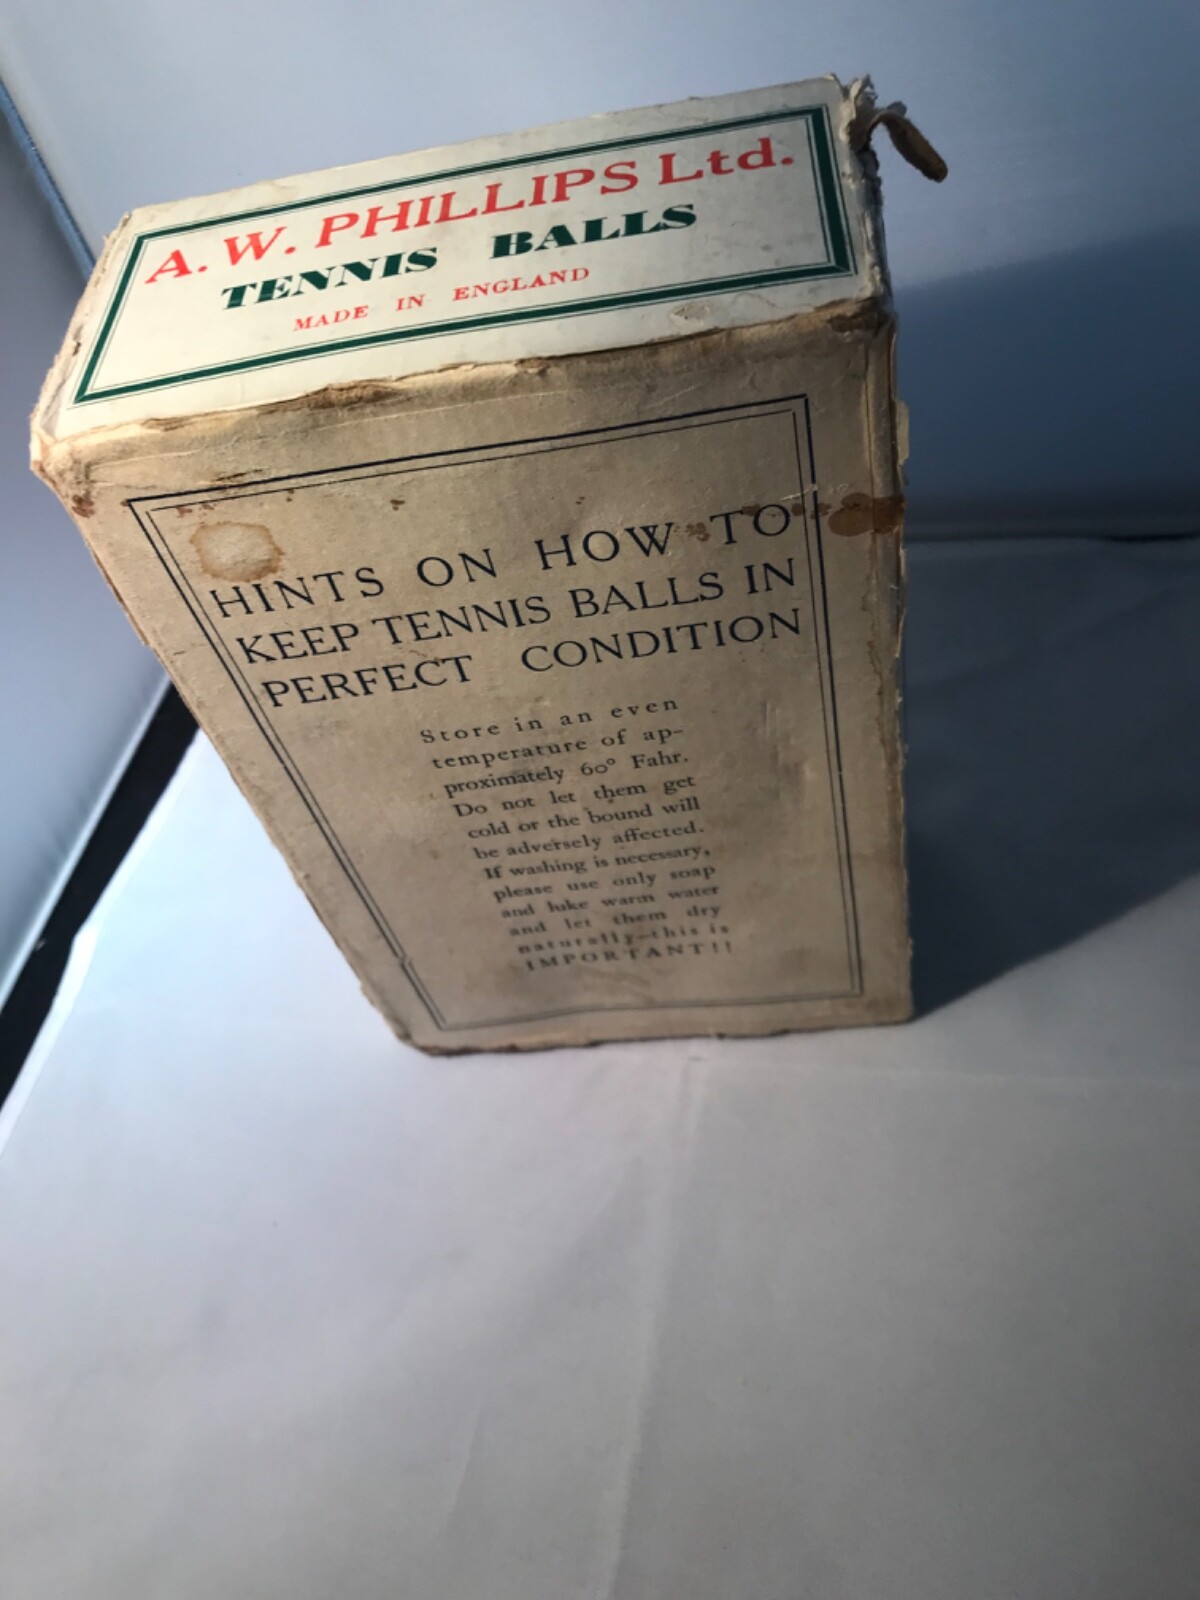 A. W. PHILLIPS Ltd.
TENNIS BALLS
MADE IN ENGLAND
HINTS ON HOW TO
KEEP TENNIS BALLS IN
PERFECT CONDITION
Store in an even
temperature of ap-
proximately 60° Fahr.
Do not let them get
cold or the bound will
be adversely affected.
If washing is necessary,
please use only soap
and luke warm water
and let them dry
naturally—this is
IMPORTANT!!